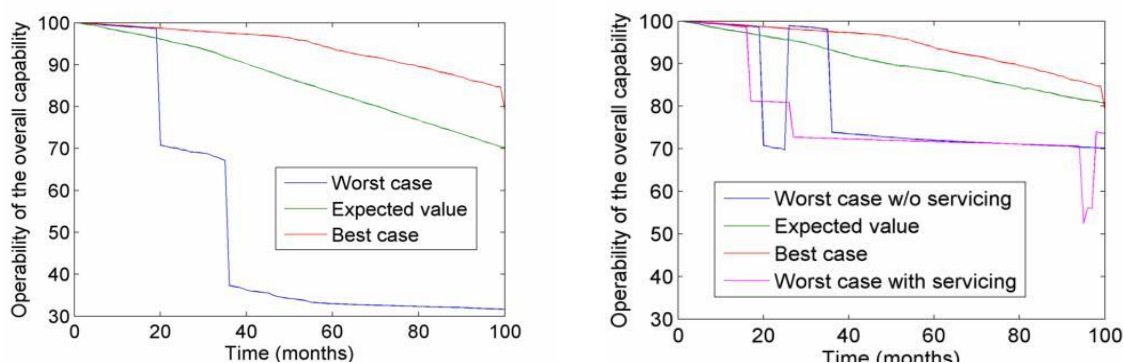 Operability of the overall capability
100
90
80
70
60
50
40
30
Worst case
Expected value
Best case
0
20
40
60
80
100
Time (months)
Operability of the overall capability
100
90
80
70
60
50
40
30
Worst case w/o servicing
Expected value
Best case
Worst case with servicing
0
20
40
60
80
100
Time (months)